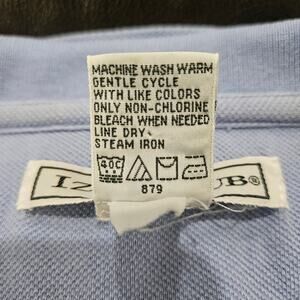 MACHINE WASH WARM
GENTLE CYCLE
WITH LIKE COLORS
ONLY NON-CHLORINE
BLEACH WHEN NEEDED
LINE DRY
STEAM IRON
40C
879
IZ
UB®